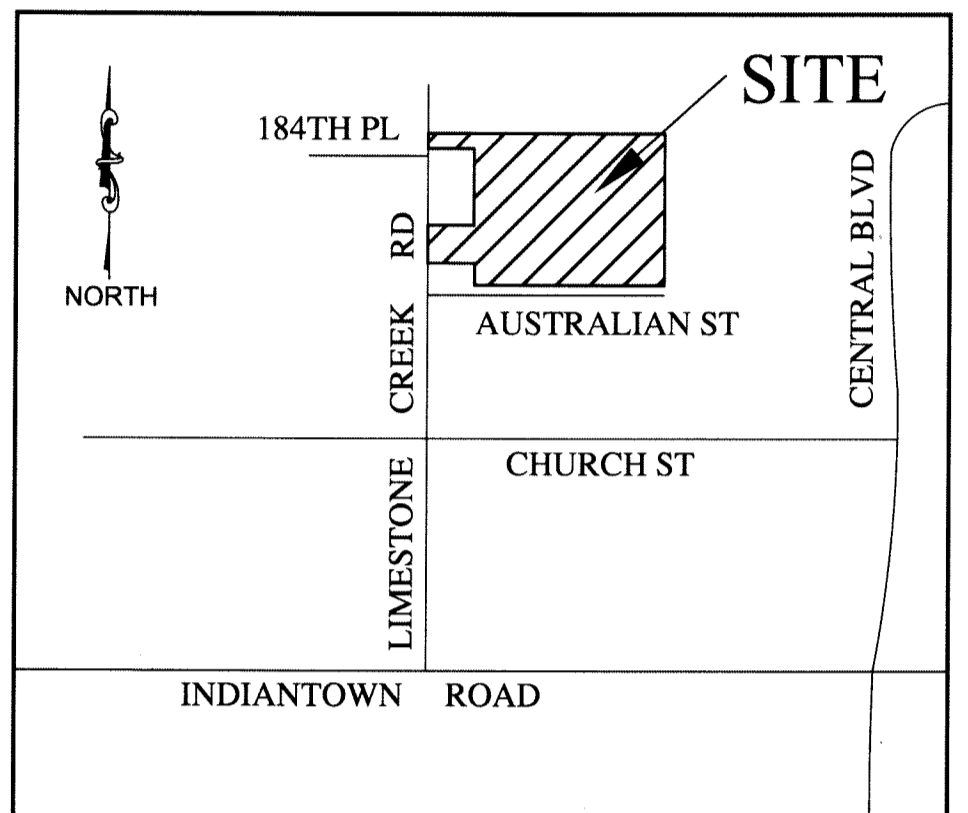 SITE
184TH PL
NORTH
LIMESTONE CREEK RD
CENTRAL BLVD
AUSTRALIAN ST
CHURCH ST
INDIANTOWN ROAD